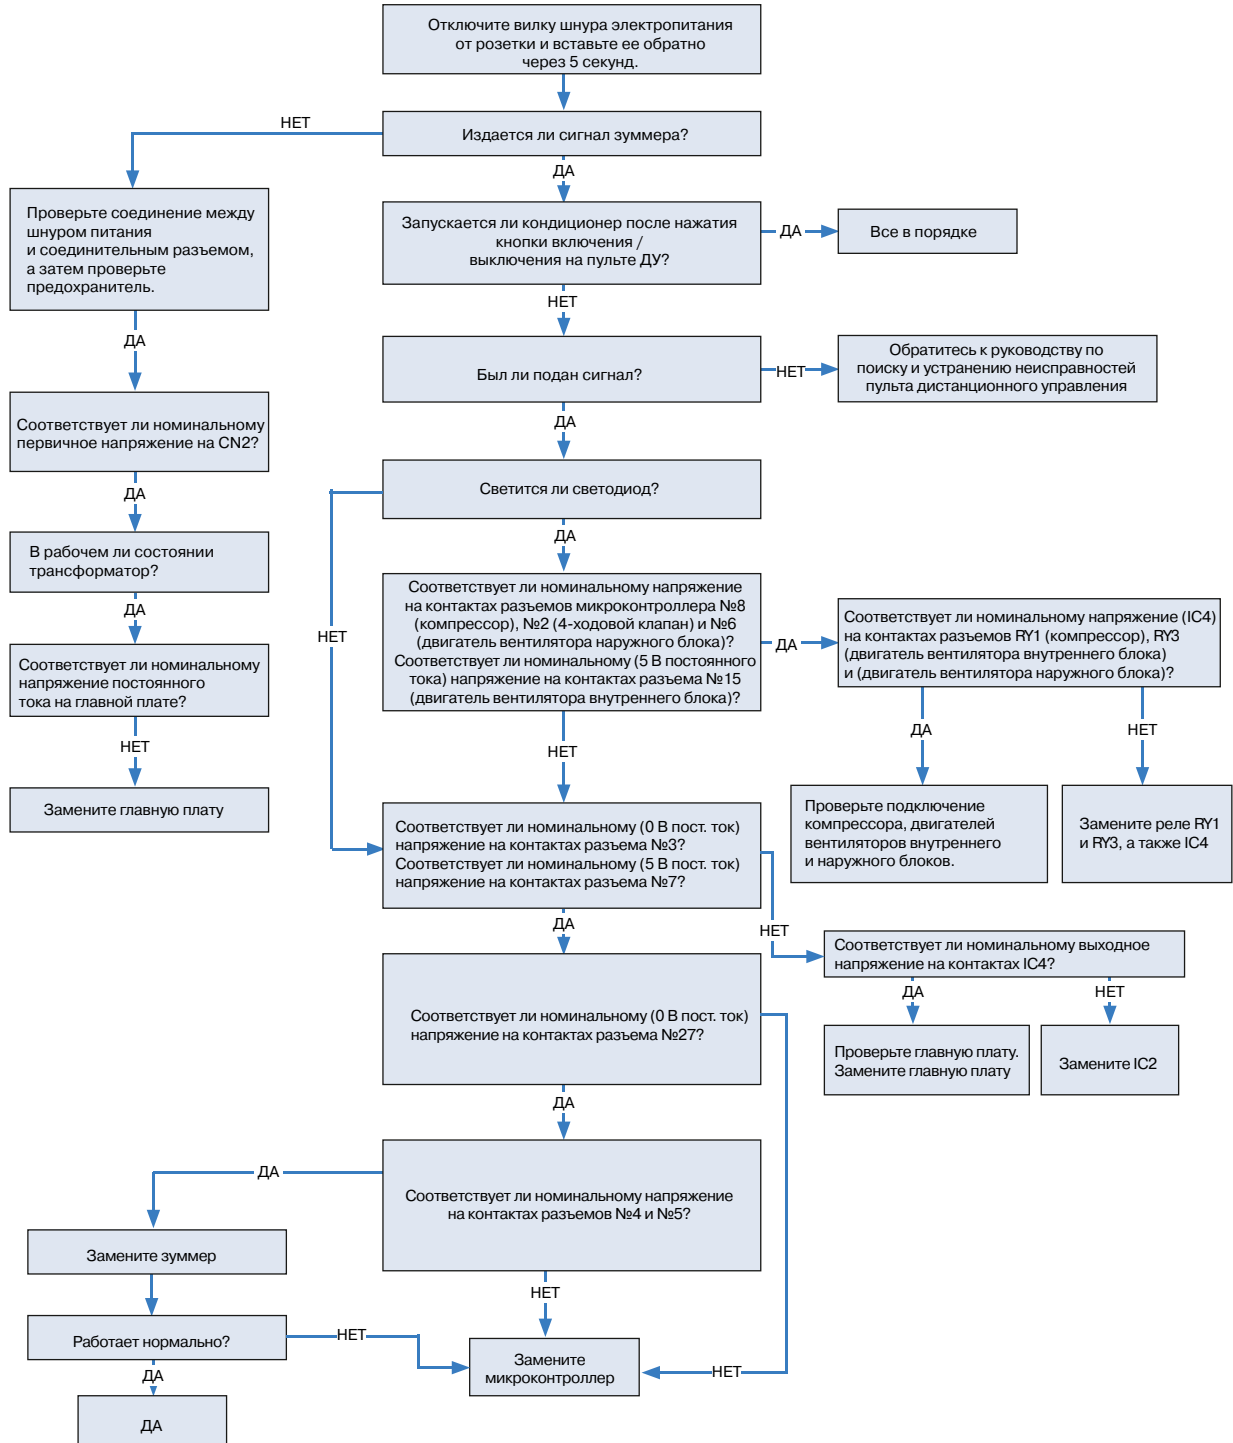 Отключите вилку шнура электропитания
от розетки и вставьте ее обратно
через 5 секунд.
НЕТ
Издается ли сигнал зуммера?
ДА
Проверьте соединение между
шнуром питания
и соединительным разъемом,
а затем проверьте
предохранитель.
Запускается ли кондиционер после нажатия
кнопки включения /
выключения на пульте ДУ?
ДА
Все в порядке
НЕТ
ДА
Был ли подан сигнал?
НЕТ
Обратитесь к руководству по
поиску и устранению неисправностей
пульта дистанционного управления
Соответствует ли номинальному
первичное напряжение на CN2?
ДА
Светится ли светодиод?
ДА
ДА
В рабочем ли состоянии
трансформатор?
Соответствует ли номинальному напряжение
на контактах разъемов микроконтроллера №8
(компрессор), №2 (4-ходовой клапан) и №6
(двигатель вентилятора наружного блока)?
Соответствует ли номинальному (5 В постоянного
тока) напряжение на контактах разъема №15
(двигатель вентилятора внутреннего блока)?
ДА
Соответствует ли номинальному напряжение (IC4)
на контактах разъемов RY1 (компрессор), RY3
(двигатель вентилятора внутреннего блока)
и (двигатель вентилятора наружного блока)?
ДА
НЕТ
Соответствует ли номинальному
напряжение постоянного
тока на главной плате?
ДА
НЕТ
НЕТ
НЕТ
Замените главную плату
Соответствует ли номинальному (0 В пост. ток)
напряжение на контактах разъема №3?
Соответствует ли номинальному (5 В пост. ток)
напряжение на контактах разъема №7?
Проверьте подключение
компрессора, двигателей
вентиляторов внутреннего
и наружного блоков.
Замените реле RY1
и RY3, а также IC4
ДА
НЕТ
Соответствует ли номинальному выходное
напряжение на контактах IC4?
ДА
НЕТ
Соответствует ли номинальному (0 В пост. ток)
напряжение на контактах разъема №27?
Проверьте главную плату.
Замените главную плату
Замените IC2
ДА
ДА
Соответствует ли номинальному напряжение
на контактах разъемов №4 и №5?
Замените зуммер
НЕТ
Работает нормально?
НЕТ
Замените
микроконтроллер
НЕТ
ДА
ДА